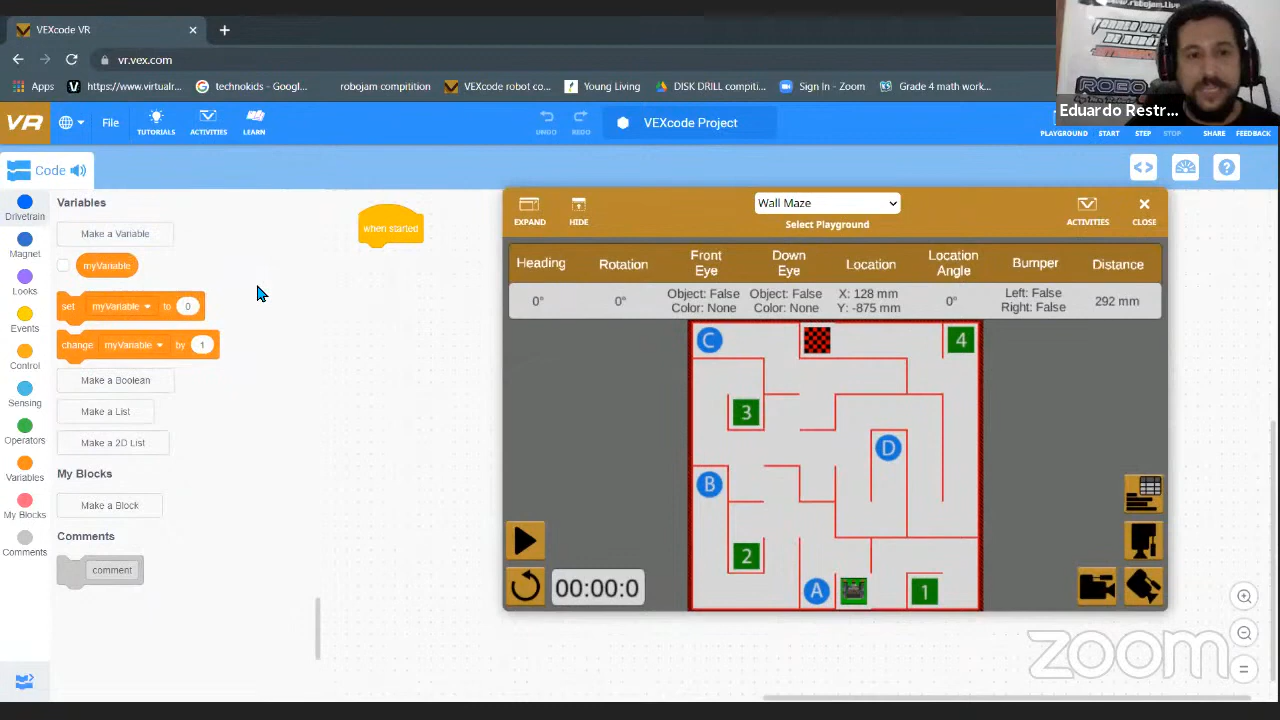 VEXcode VR
vr.vex.com
Apps
https://www.virtualr...
technokids - Googl...
robojam compitition
VEXcode robot co...
Young Living
DISK DRILL compiti...
Sign In - Zoom
Grade 4 math work...
ROBO
Eduardo Restr...
VR
File
TUTORIALS
ACTIVITIES
LEARN
UNDO
REDO
VEXcode Project
PLAYGROUND
START
STEP
STOP
SHARE
FEEDBACK
Code
Drivetrain
Magnet
Looks
Events
Control
Sensing
Operators
Variables
My Blocks
Comments
Variables
Make a Variable
myVariable
set myVariable to 0
change myVariable by 1
Make a Boolean
Make a List
Make a 2D List
My Blocks
Make a Block
Comments
comment
when started
EXPAND
HIDE
Wall Maze
Select Playground
ACTIVITIES
CLOSE
Heading
Rotation
Front
Eye
Down
Eye
Location
Location
Angle
Bumper
Distance
0°
0°
Object: False
Color: None
Object: False
Color: None
X: 128 mm
Y: -875 mm
0°
Left: False
Right: False
292 mm
C
4
3
D
B
2
A
1
00:00:0
zoom